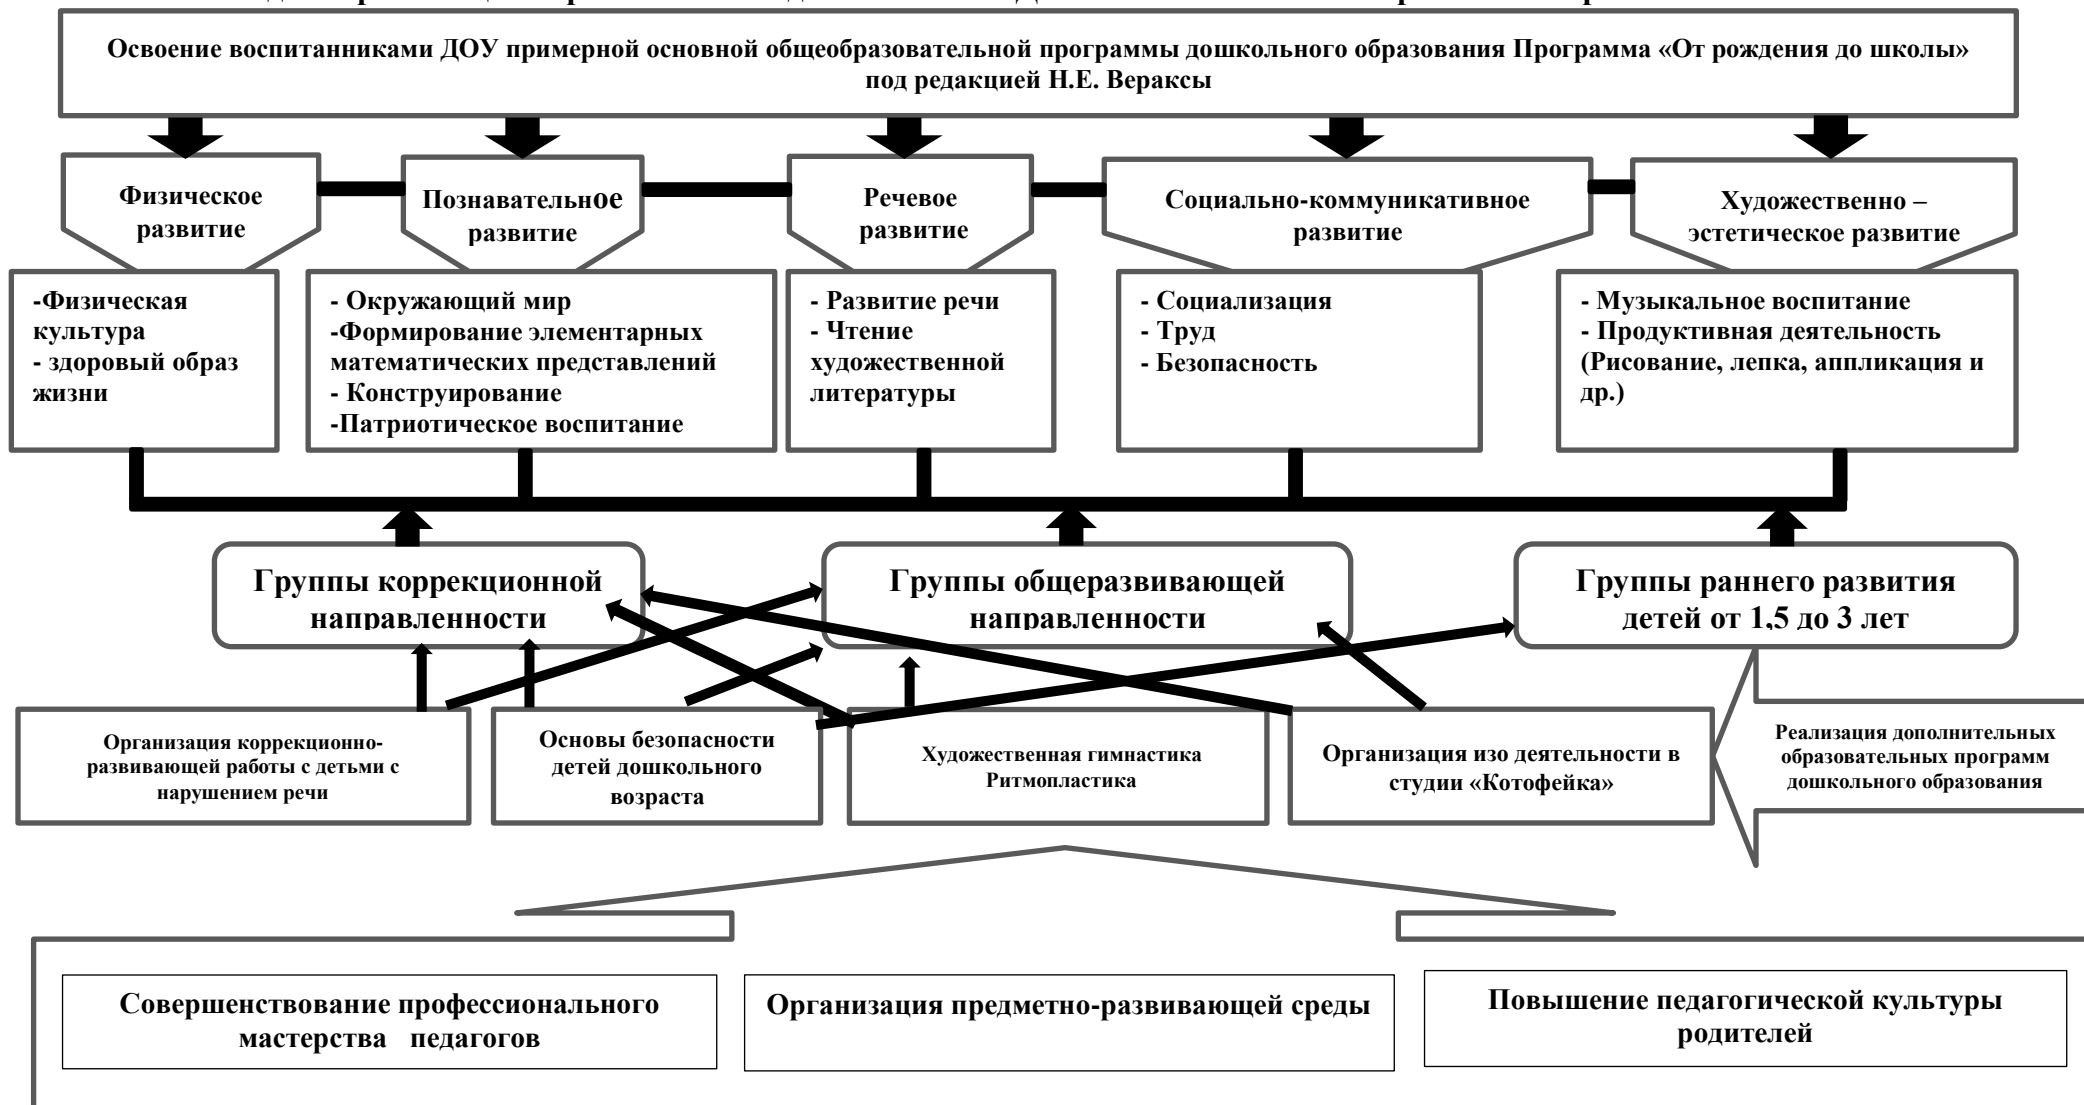 Освоение воспитанниками ДОУ примерной основной общеобразовательной программы дошкольного образования Программа «От рождения до школы»
под редакцией Н.Е. Вераксы
Физическое
развитие
Познавательное
развитие
Речевое
развитие
Социально-коммуникативное
развитие
Художественно –
эстетическое развитие
-Физическая
культура
- здоровый образ
жизни
- Окружающий мир
-Формирование элементарных
математических представлений
- Конструирование
-Патриотическое воспитание
- Развитие речи
- Чтение
художественной
литературы
- Социализация
- Труд
- Безопасность
- Музыкальное воспитание
- Продуктивная деятельность
(Рисование, лепка, аппликация и
др.)
Группы коррекционной
направленности
Группы общеразвивающей
направленности
Группы раннего развития
детей от 1,5 до 3 лет
Организация коррекционно-
развивающей работы с детьми с
нарушением речи
Основы безопасности
детей дошкольного
возраста
Художественная гимнастика
Ритмопластика
Организация изо деятельности в
студии «Котофейка»
Реализация дополнительных
образовательных программ
дошкольного образования
Совершенствование профессионального
мастерства педагогов
Организация предметно-развивающей среды
Повышение педагогической культуры
родителей